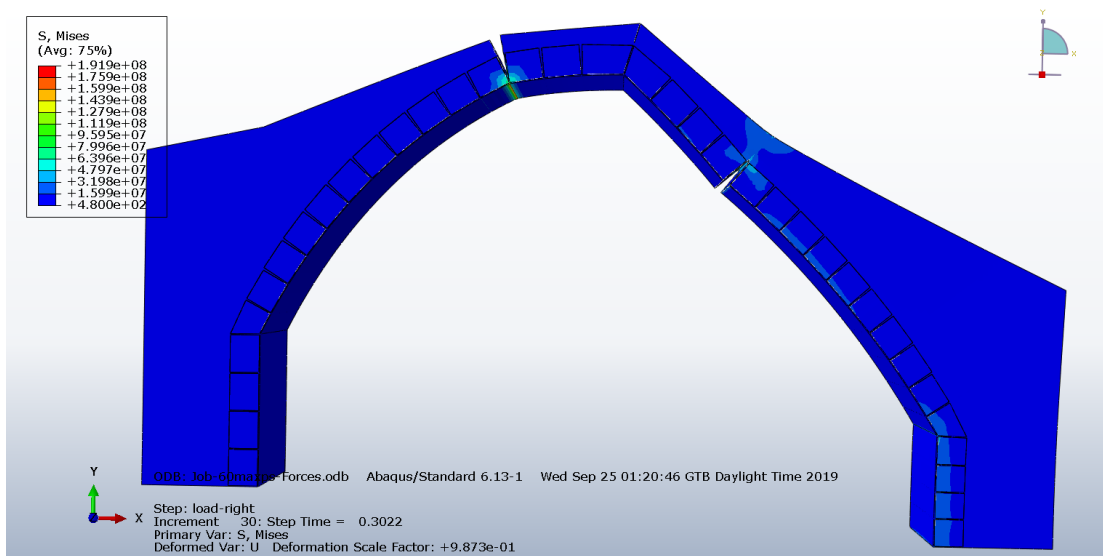 S, Mises
(Avg: 75%)
+1.919e+08
+1.759e+08
+1.599e+08
+1.439e+08
+1.279e+08
+1.119e+08
+9.595e+07
+7.996e+07
+6.396e+07
+4.797e+07
+3.198e+07
+1.599e+07
+4.800e+02
Y
X
Z
Y
X
ODB: Job-60 -Forces.odb Abaqus/Standard 6.13-1 Wed Sep 25 01:20:46 GTB Daylight Time 2019
Step: load-right
Increment 30: Step Time = 0.3022
Primary Var: S, Mises
Deformed Var: U Deformation Scale Factor: +9.873e-01